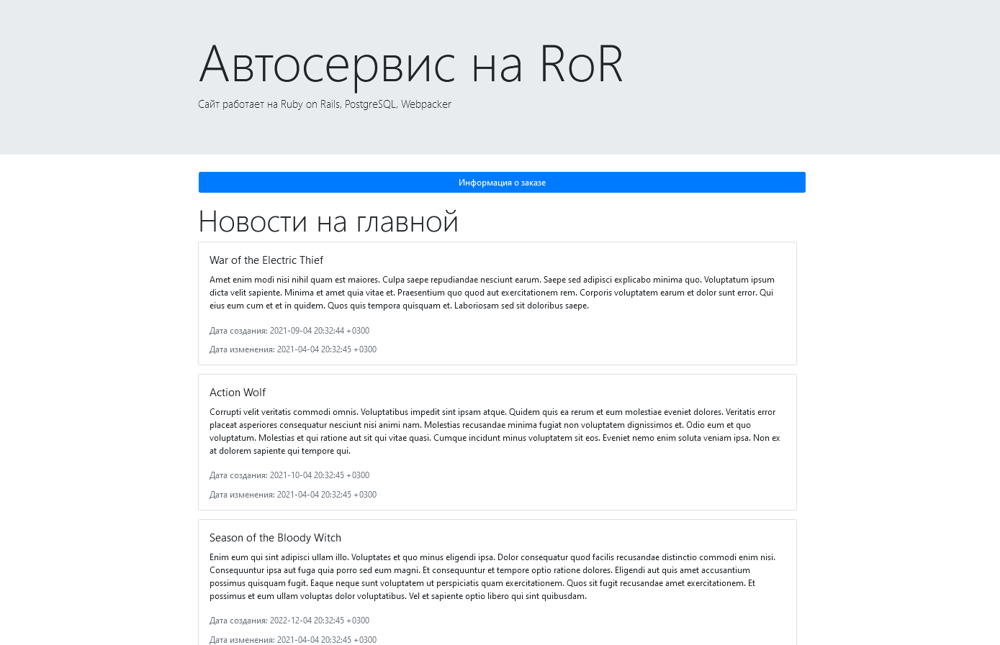 Автосервис на RoR
Сайт работает на Ruby on Rails, PostgreSQL, Webpacker
Информация о заказе
Новости на главной
War of the Electric Thief
Amet enim modi nisi nihil quam est maiores. Culpa saepe repudiandae nesciunt earum. Saepe sed adipisci explicabo minima quo. Voluptatum ipsum
dicta velit sapiente. Minima et amet quia vitae et. Praesentium quo quod aut exercitationem rem. Corporis voluptatem earum et dolor sunt error. Qui
eius eum cum et et in quidem. Quos quis tempora quisquam et. Laboriosam sed sit doloribus saepe.
Дата создания: 2021-09-04 20:32:44 +0300
Дата изменения: 2021-04-04 20:32:45 +0300
Action Wolf
Corrupti velit veritatis commodi omnis. Voluptatibus impedit sint ipsam atque. Quidem quis ea rerum et eum molestiae eveniet dolores. Veritatis error
placeat asperiores consequatur nesciunt nisi animi nam. Molestias recusandae minima fugiat non voluptatem dignissimos et. Odio eum et quo
voluptatum. Molestias et qui ratione aut sit qui vitae quasi. Cumque incidunt minus voluptatem sit eos. Eveniet nemo enim soluta veniam ipsa. Non ex
at dolorem sapiente qui tempore qui.
Дата создания: 2021-10-04 20:32:45 +0300
Дата изменения: 2021-04-04 20:32:45 +0300
Season of the Bloody Witch
Enim eum qui sint adipisci ullam illo. Voluptates et quo minus eligendi ipsa. Dolor consequatur quod facilis recusandae distinctio commodi enim nisi.
Consequuntur ipsa aut fuga quia porro sed eum magni. Et consequuntur et tempore optio ratione dolores. Eligendi aut quis amet accusantium
possimus quisquam fugit. Eaque neque sunt voluptatem ut perspiciatis quam exercitationem. Quos sit fugit recusandae amet exercitationem. Et
possimus et eum ullam voluptas dolor voluptatibus. Vel et sapiente optio libero qui sint quibusdam.
Дата создания: 2022-12-04 20:32:45 +0300
Дата изменения: 2021-04-04 20:32:45 +0300